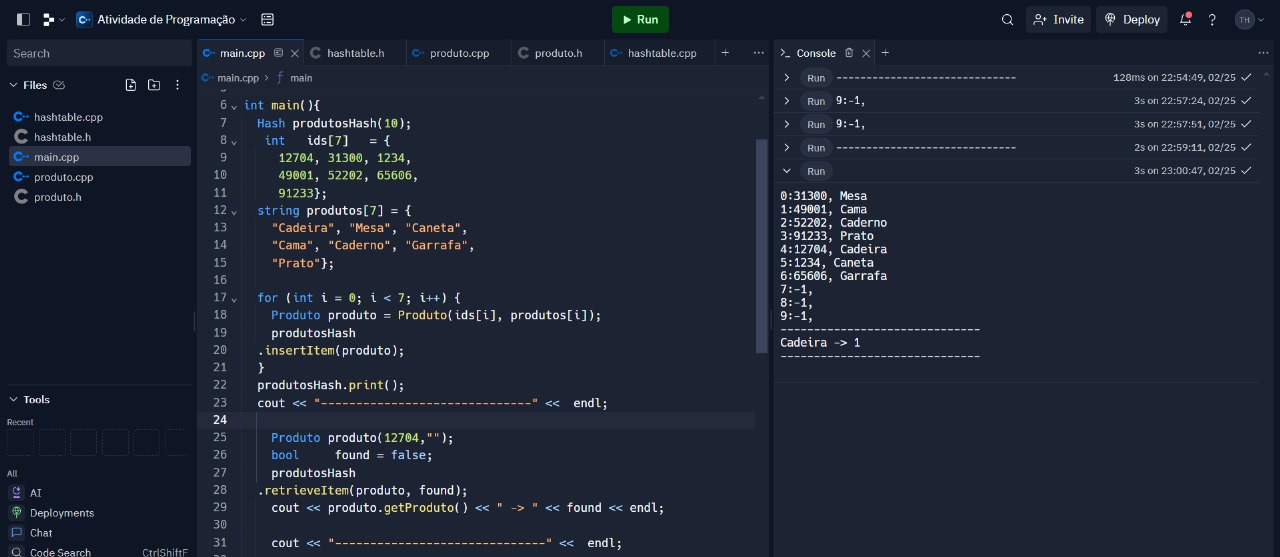 Atividade de Programação
Run
Invite
Deploy
?
TH
Search
Files
hashtable.cpp
hashtable.h
main.cpp
produto.cpp
produto.h
Tools
Recent
All
AI
Deployments
Chat
Code Search CtrlShiftF
main.cpp hashtable.h produto.cpp produto.h hashtable.cpp + ...
main.cpp > f main
6 int main(){
7 Hash produtosHash(10);
8 int ids[7] = {
9 12704, 31300, 1234,
10 49001, 52202, 65606,
11 91233};
12 string produtos[7] = {
13 "Cadeira", "Mesa", "Caneta",
14 "Cama", "Caderno", "Garrafa",
15 "Prato"};
16
17 for (int i = 0; i < 7; i++) {
18 Produto produto = Produto(ids[i], produtos[i]);
19 produtosHash
20 .insertItem(produto);
21 }
22 produtosHash.print();
23 cout << "------------------------------" << endl;
24
25 Produto produto(12704,"");
26 bool found = false;
27 produtosHash
28 .retrieveItem(produto, found);
29 cout << produto.getProduto() << " -> " << found << endl;
30
31 cout << "------------------------------" << endl;
Console + ...
Run ------------------------------ 128ms on 22:54:49, 02/25
Run 9:-1, 3s on 22:57:24, 02/25
Run 9:-1, 3s on 22:57:51, 02/25
Run ------------------------------ 2s on 22:59:11, 02/25
Run 3s on 23:00:47, 02/25
0:31300, Mesa
1:49001, Cama
2:52202, Caderno
3:91233, Prato
4:12704, Cadeira
5:1234, Caneta
6:65606, Garrafa
7:-1,
8:-1,
9:-1,
------------------------------
Cadeira -> 1
------------------------------